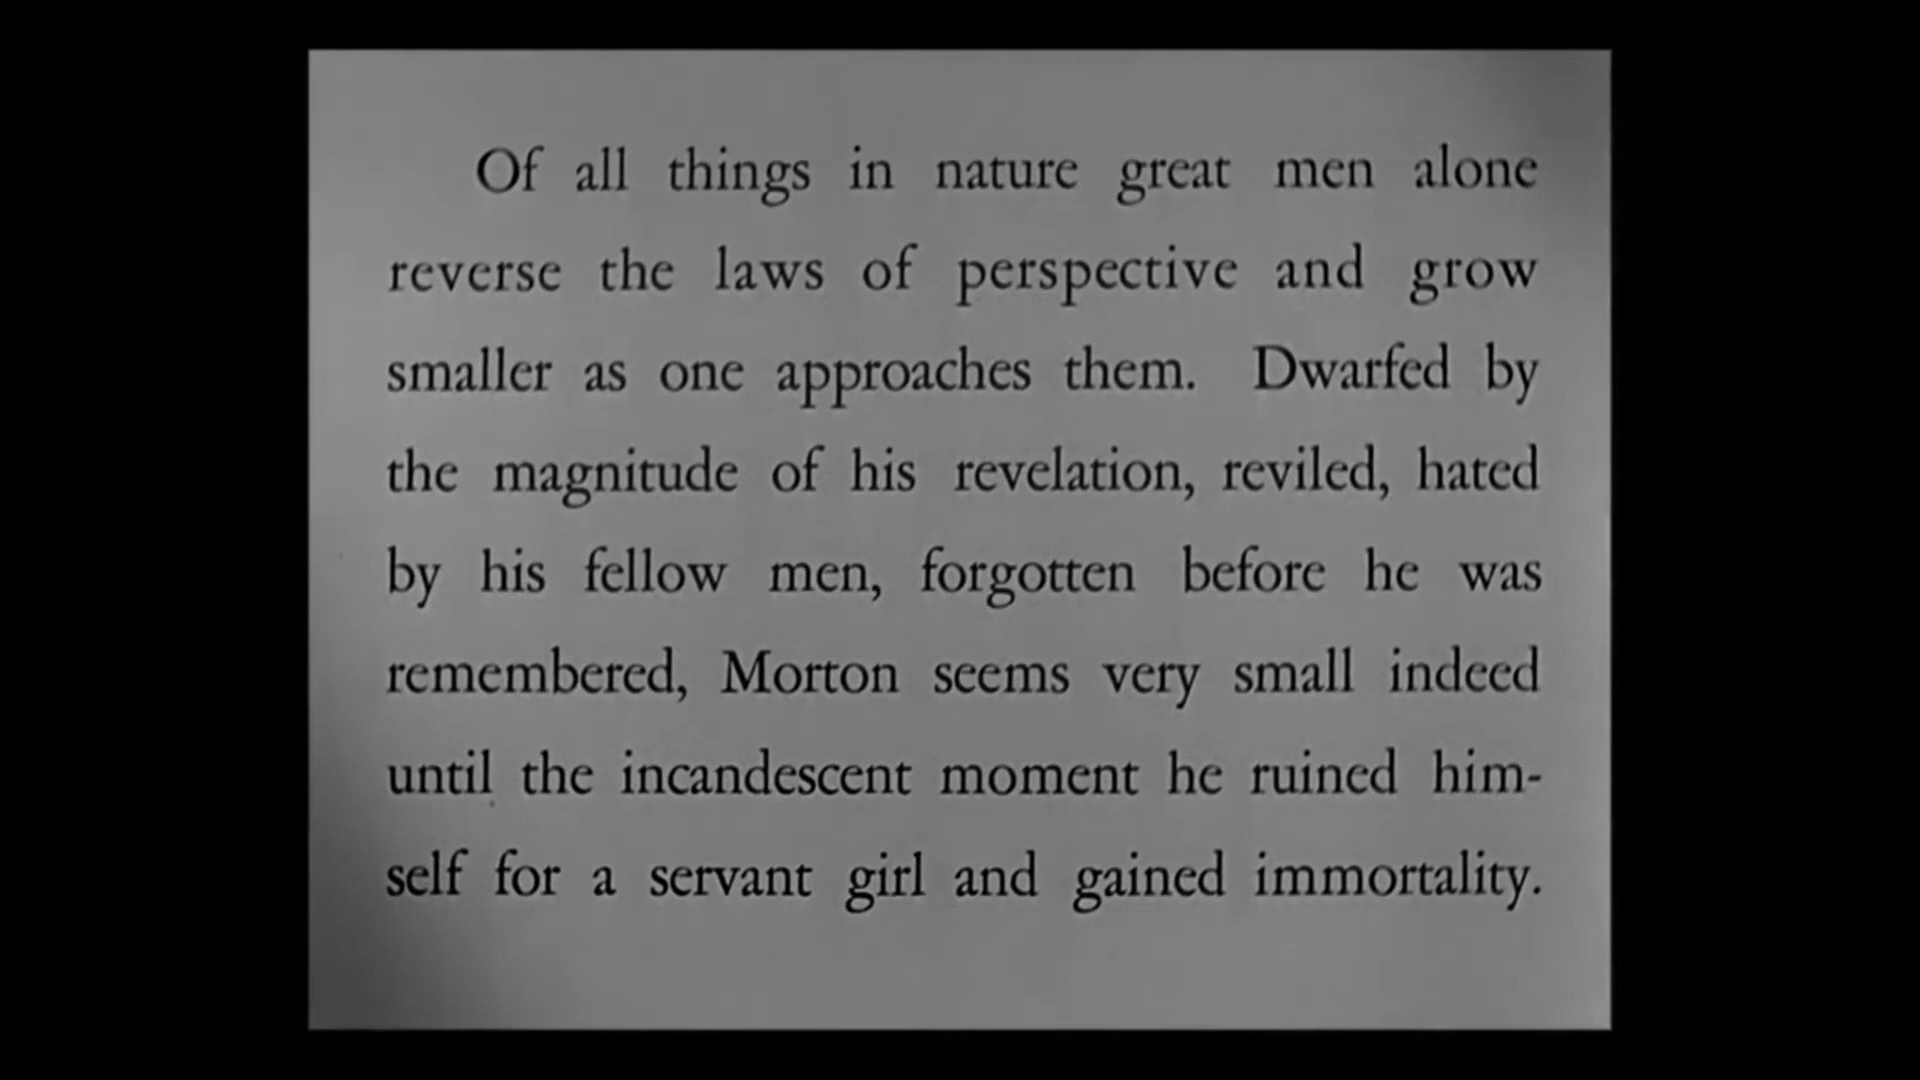 Of all things in nature great men alone
reverse the laws of perspective and grow
smaller as one approaches them. Dwarfed by
the magnitude of his revelation, reviled, hated
by his fellow men, forgotten before he was
remembered, Morton seems very small indeed
until the incandescent moment he ruined him-
self for a servant girl and gained immortality.